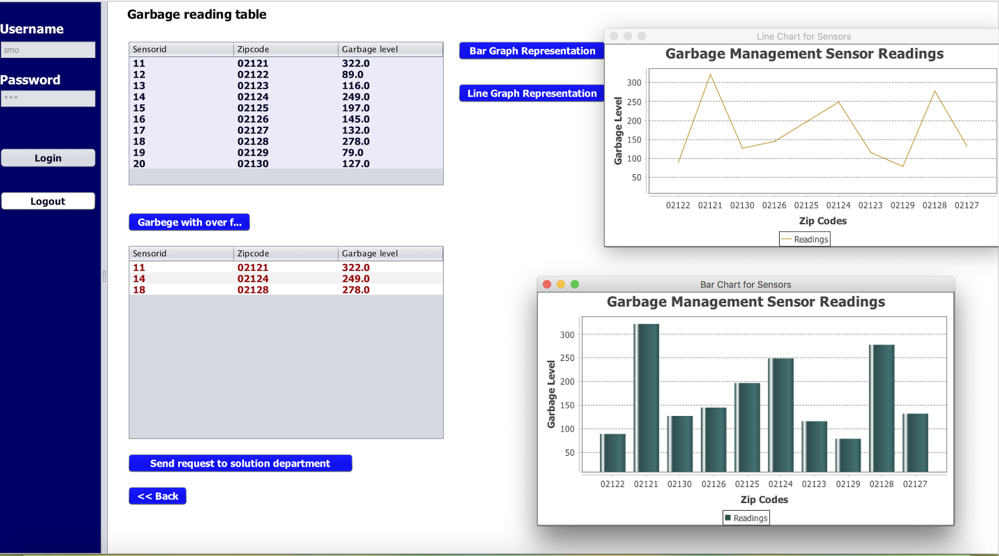 Username
smo
Password
***
Login
Logout
Garbage reading table
Sensorid Zipcode Garbage level
11 02121 322.0
12 02122 89.0
13 02123 116.0
14 02124 249.0
15 02125 197.0
16 02126 145.0
17 02127 132.0
18 02128 278.0
19 02129 79.0
20 02130 127.0
Garbege with over f...
Sensorid Zipcode Garbage level
11 02121 322.0
14 02124 249.0
18 02128 278.0
Send request to solution department
<< Back
Bar Graph Representation
Line Graph Representation
Line Chart for Sensors
Garbage Management Sensor Readings
Garbage Level
300
250
200
150
100
50
02122 02121 02130 02126 02125 02124 02123 02129 02128 02127
Zip Codes
Readings
Bar Chart for Sensors
Garbage Management Sensor Readings
Garbage Level
300
250
200
150
100
50
02122 02121 02130 02126 02125 02124 02123 02129 02128 02127
Zip Codes
Readings